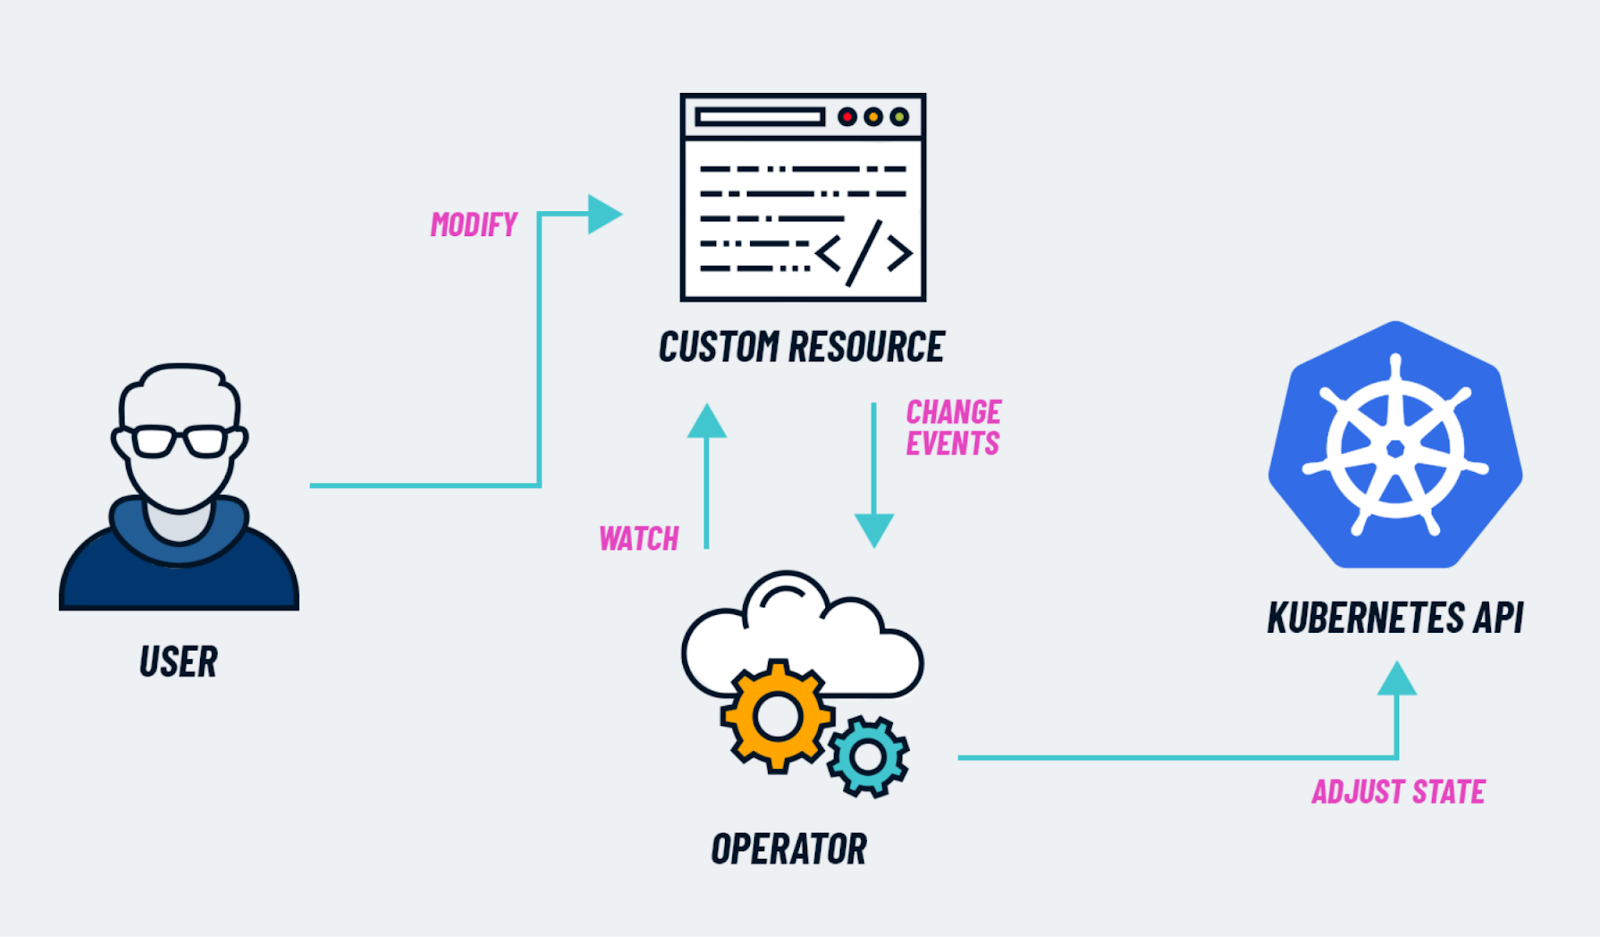 MODIFY
CUSTOM RESOURCE
CHANGE
EVENTS
WATCH
USER
KUBERNETES API
ADJUST STATE
OPERATOR